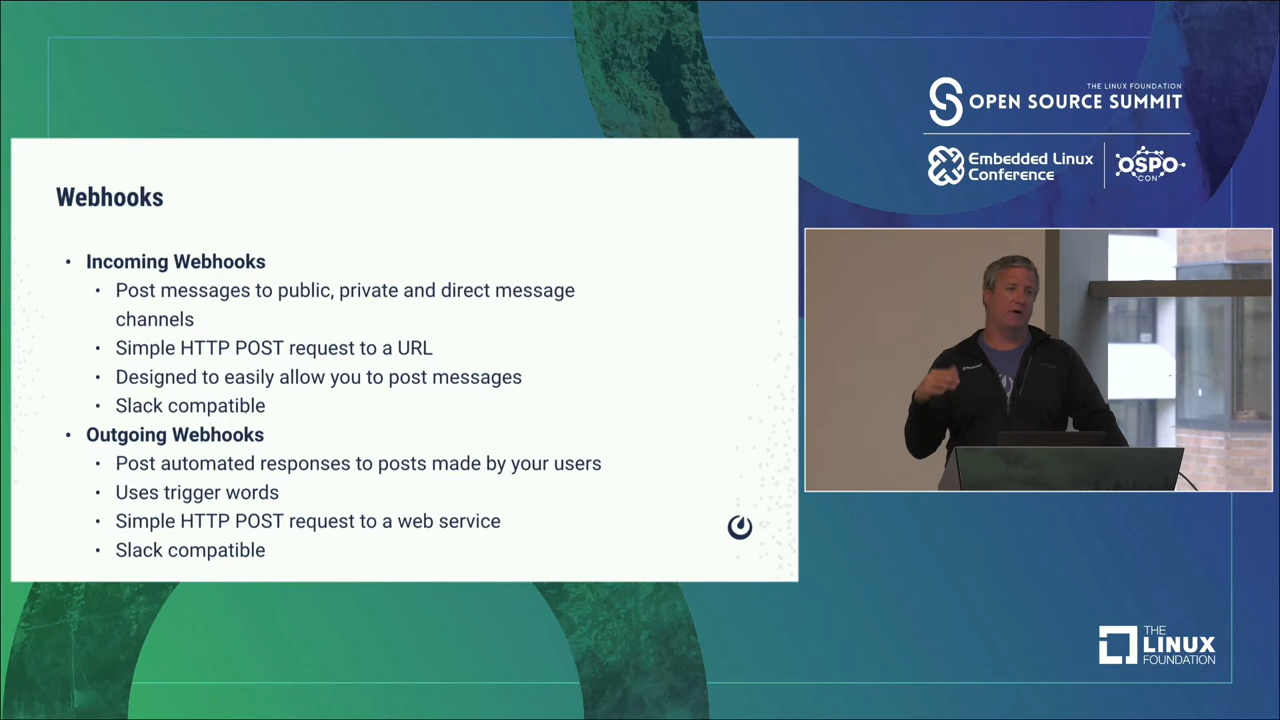 THE LINUX FOUNDATION
OPEN SOURCE SUMMIT
Embedded Linux
Conference
OSPO
CON
Webhooks
• Incoming Webhooks
• Post messages to public, private and direct message
channels
• Simple HTTP POST request to a URL
• Designed to easily allow you to post messages
• Slack compatible
• Outgoing Webhooks
• Post automated responses to posts made by your users
• Uses trigger words
• Simple HTTP POST request to a web service
• Slack compatible
THE
LINUX
FOUNDATION